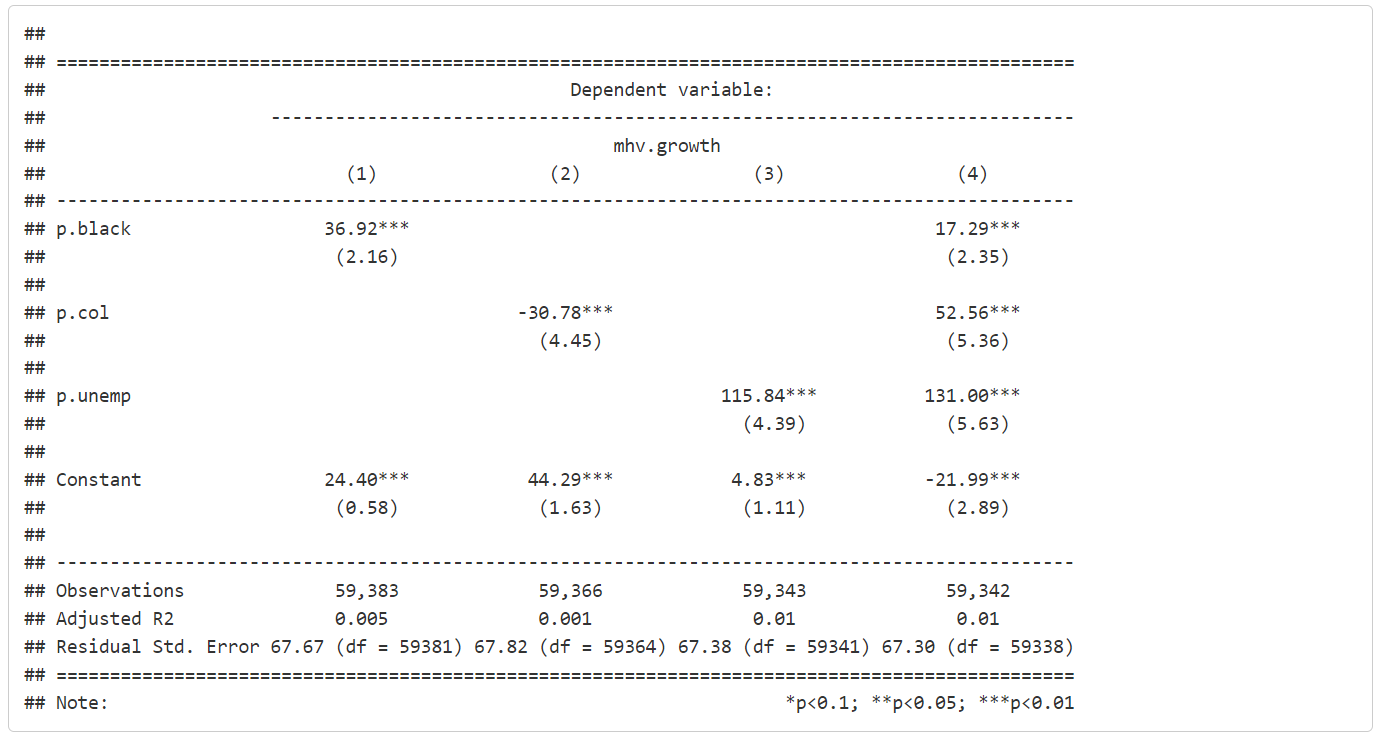 ##
## ===============================================================================================
##                                                 Dependent variable:
##                      ---------------------------------------------------------------------------
##                                                     mhv.growth
##                             (1)                (2)                (3)                (4)
## -----------------------------------------------------------------------------------------------
## p.black                  36.92***                                                 17.29***
##                           (2.16)                                                   (2.35)
##
## p.col                                       -30.78***                              52.56***
##                                               (4.45)                               (5.36)
##
## p.unemp                                                        115.84***          131.00***
##                                                                  (4.39)            (5.63)
##
## Constant                 24.40***           44.29***            4.83***           -21.99***
##                           (0.58)             (1.63)              (1.11)            (2.89)
##
## -----------------------------------------------------------------------------------------------
## Observations              59,383             59,366             59,343             59,342
## Adjusted R2               0.005              0.001               0.01               0.01
## Residual Std. Error 67.67 (df = 59381) 67.82 (df = 59364) 67.38 (df = 59341) 67.30 (df = 59338)
## ===============================================================================================
## Note:                                                               *p<0.1; **p<0.05; ***p<0.01